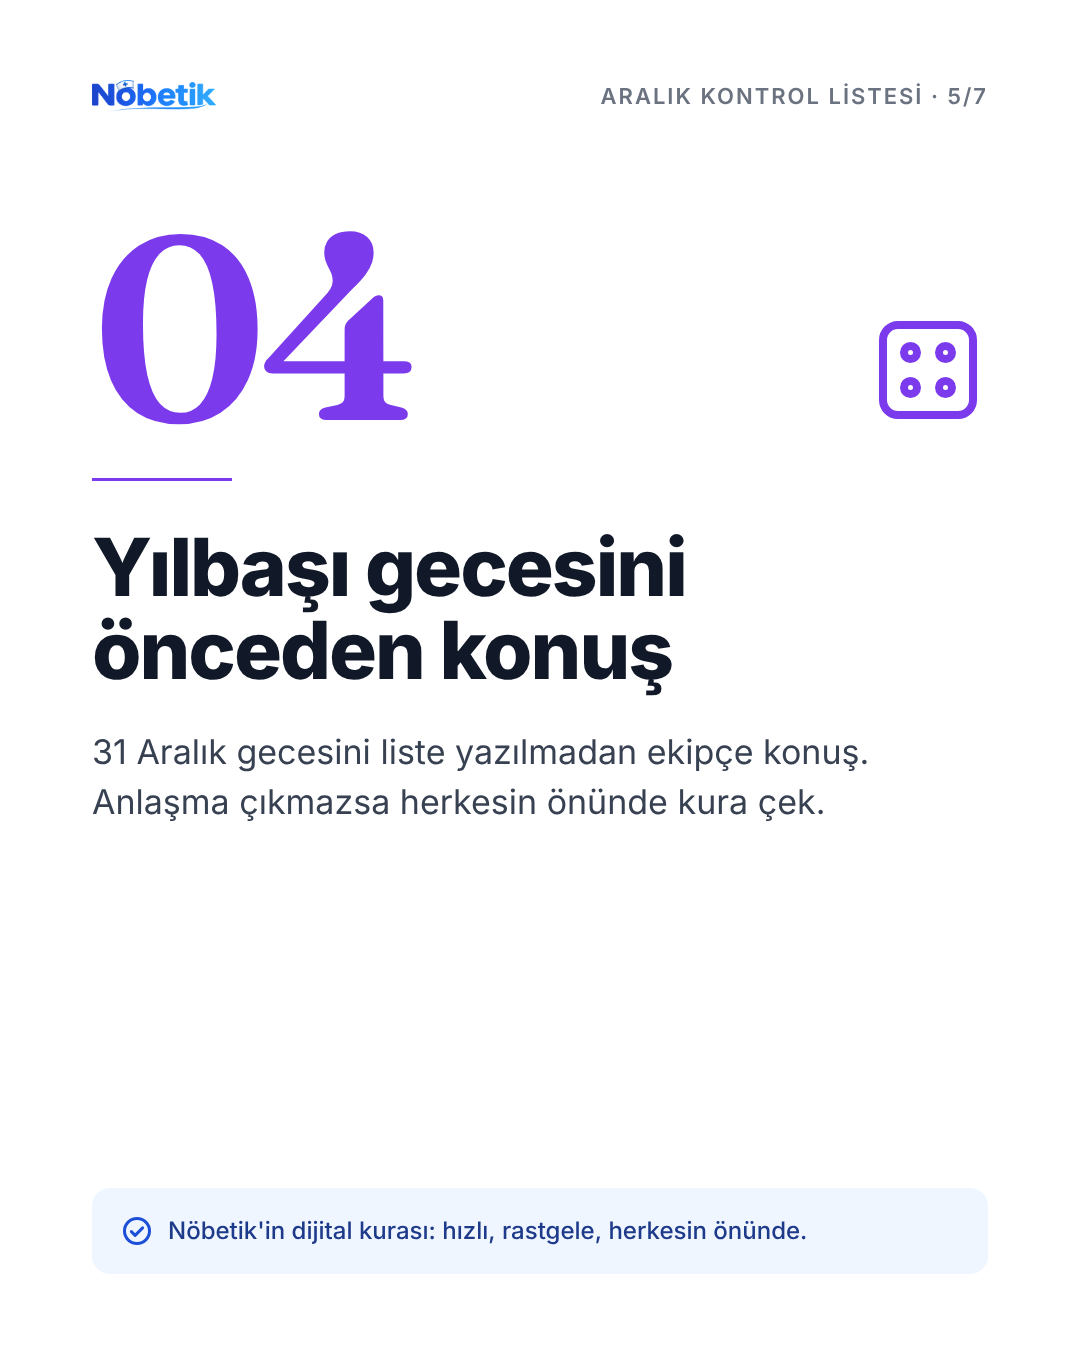 Nöbetik
ARALIK KONTROL LİSTESİ · 5/7
04
Yılbaşı gecesini
önceden konuş
31 Aralık gecesini liste yazılmadan ekipçe konuş.
Anlaşma çıkmazsa herkesin önünde kura çek.
Nöbetik'in dijital kurası: hızlı, rastgele, herkesin önünde.